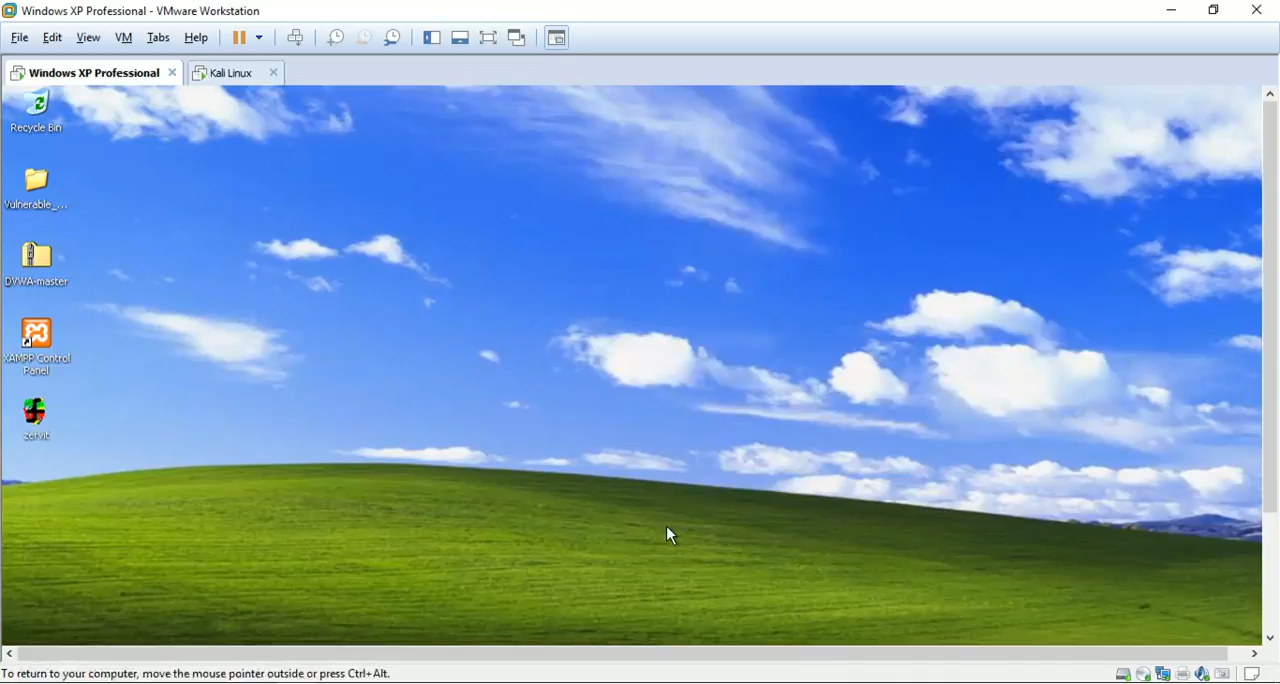 Windows XP Professional - VMware Workstation
File Edit View VM Tabs Help
Windows XP Professional Kali Linux
Recycle Bin
Vulnerable_...
DVWA-master
XAMPP Control
Panel
zervit
To return to your computer, move the mouse pointer outside or press Ctrl+Alt.